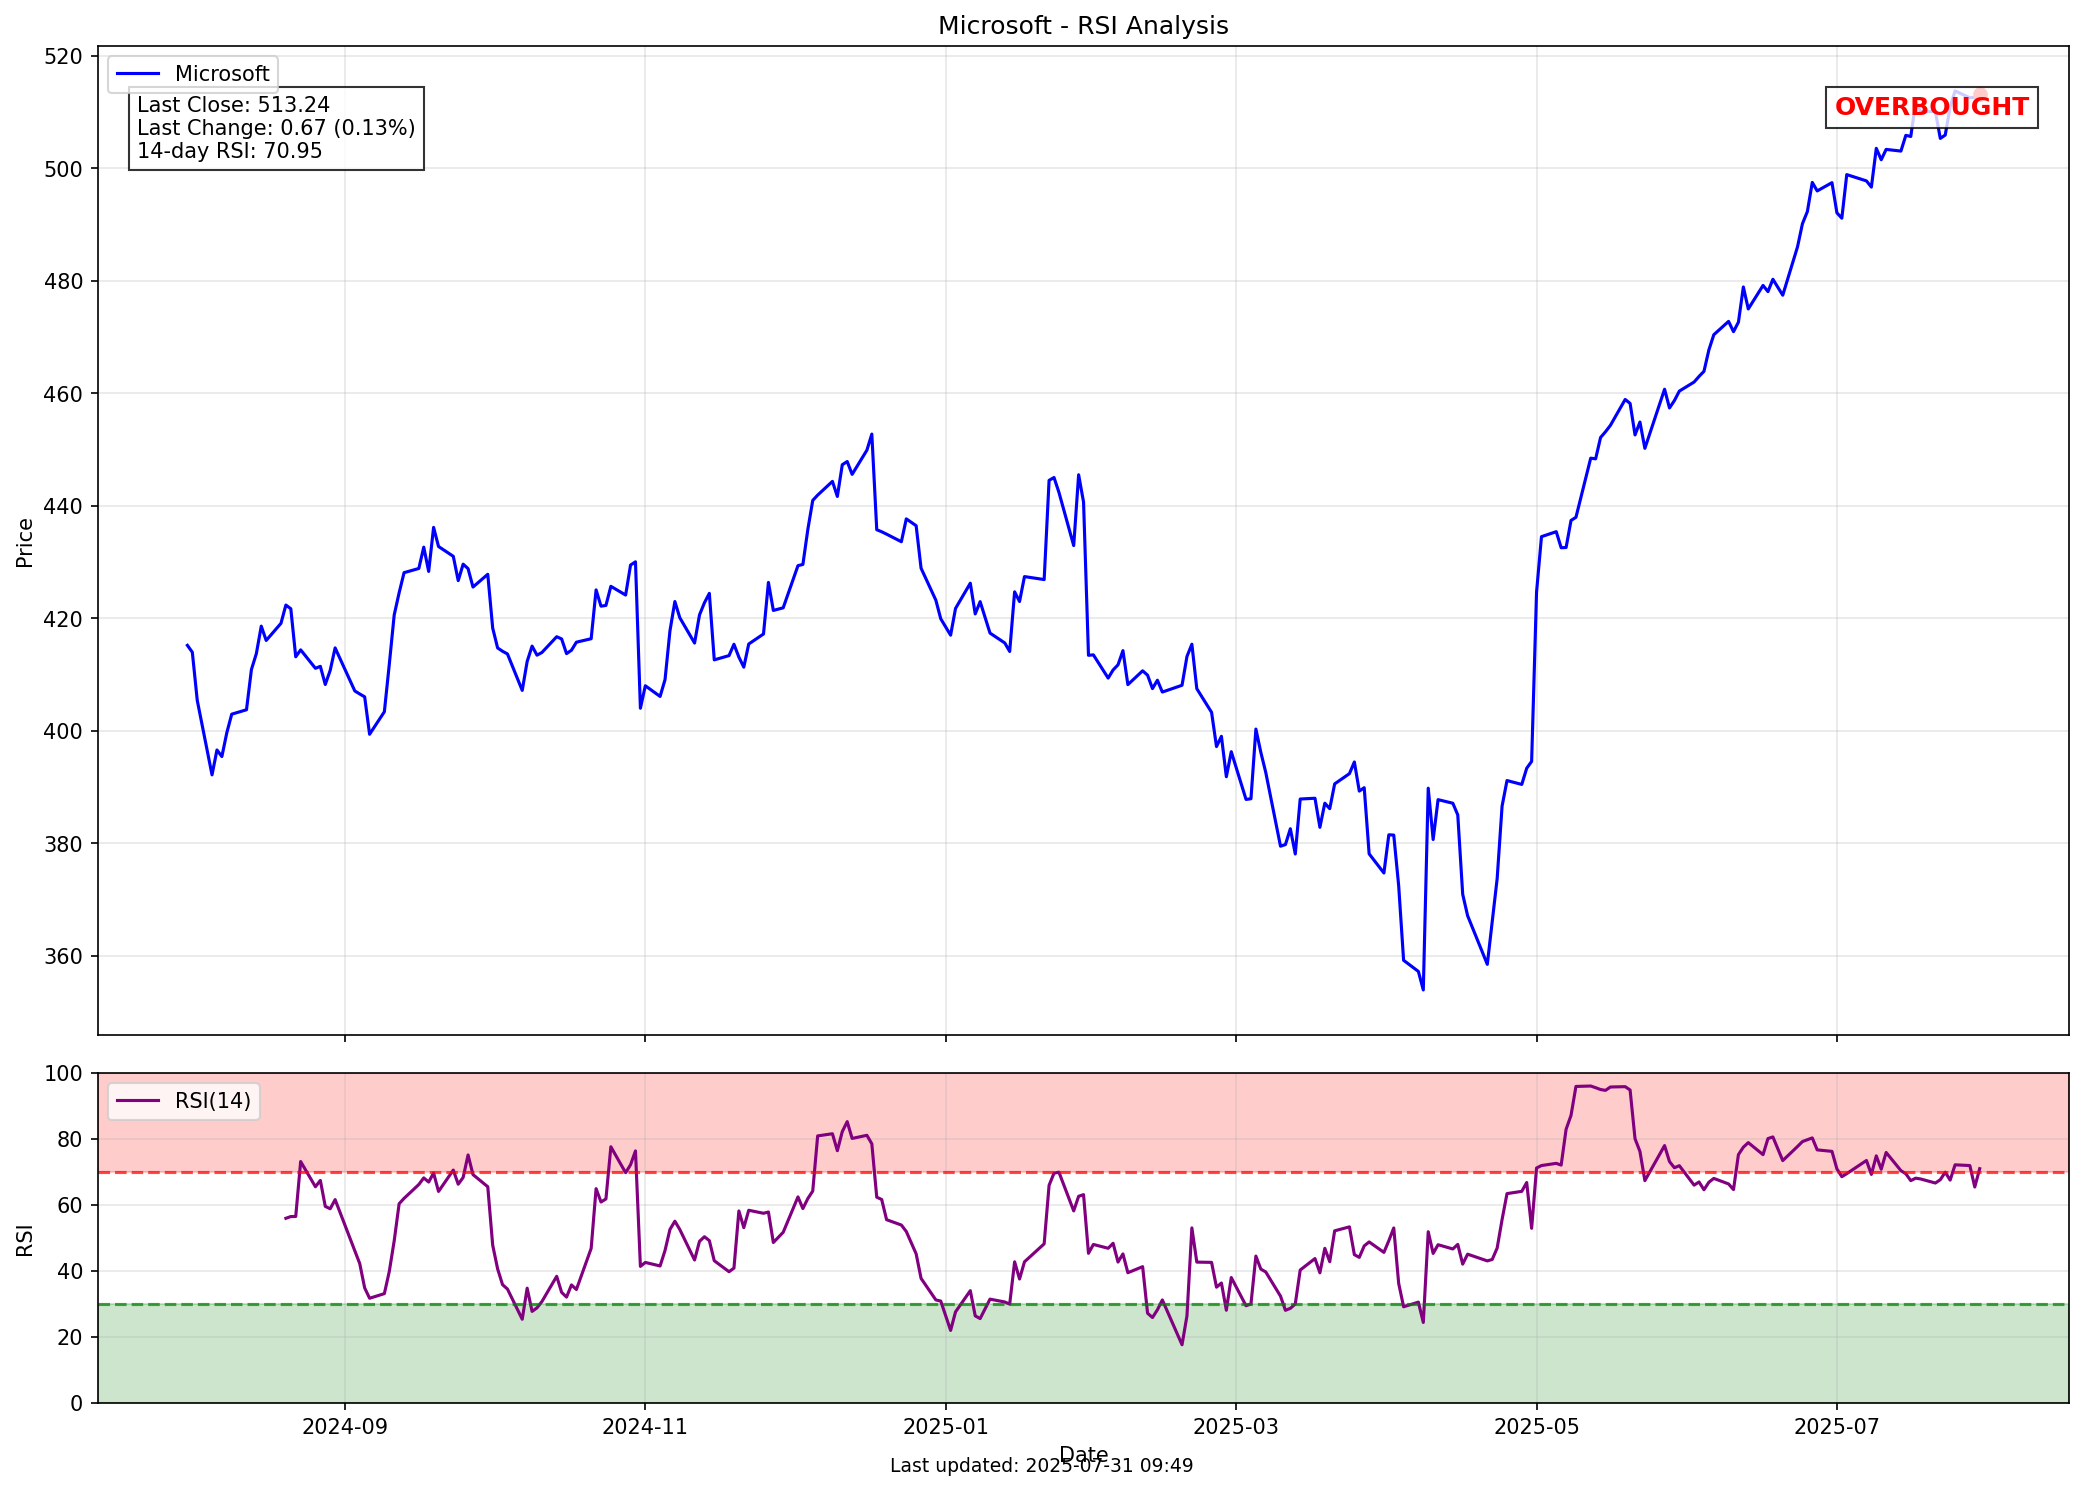 Microsoft - RSI Analysis
Microsoft
Last Close: 513.24
Last Change: 0.67 (0.13%)
14-day RSI: 70.95
OVERBOUGHT
Price
520
500
480
460
440
420
400
380
360
RSI(14)
RSI
100
80
60
40
20
0
2024-09
2024-11
2025-01
2025-03
2025-05
2025-07
Date
Last updated: 2025-07-31 09:49